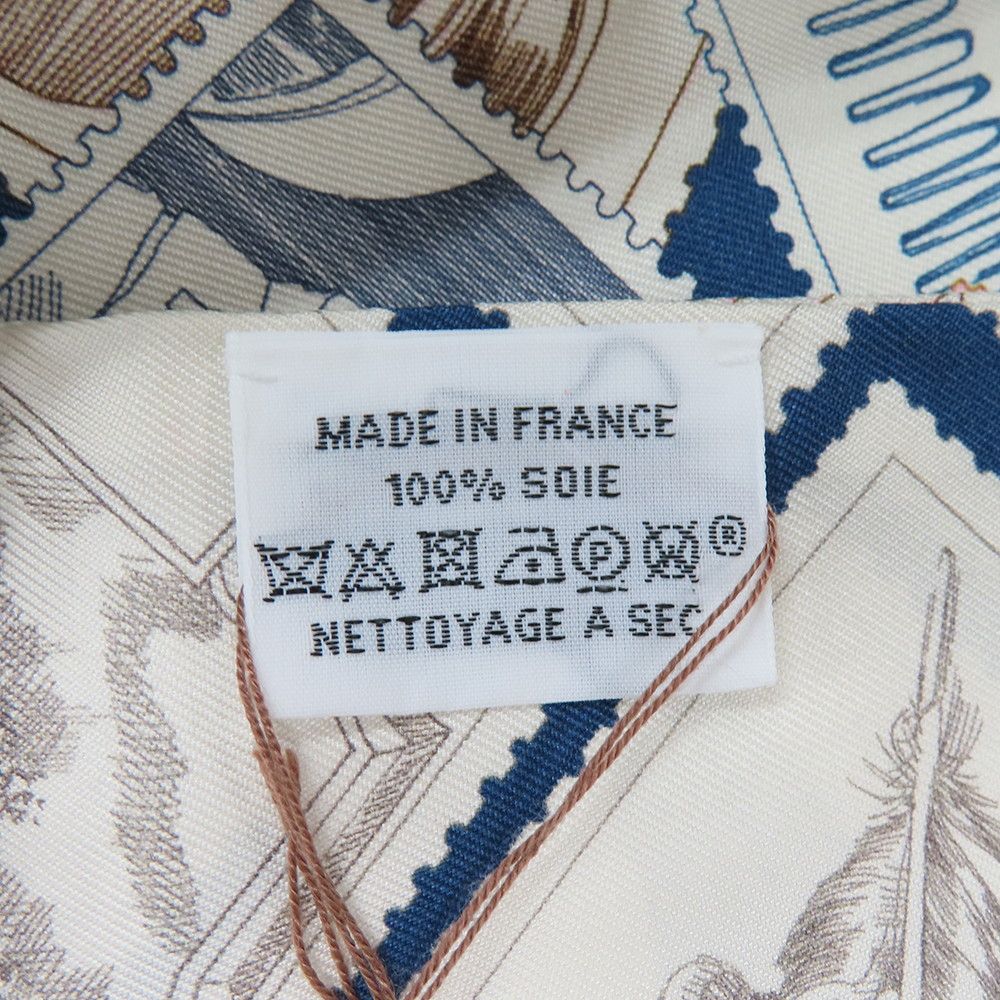 MADE IN FRANCE
100% SOIE
P ®
NETTOYAGE A SEC